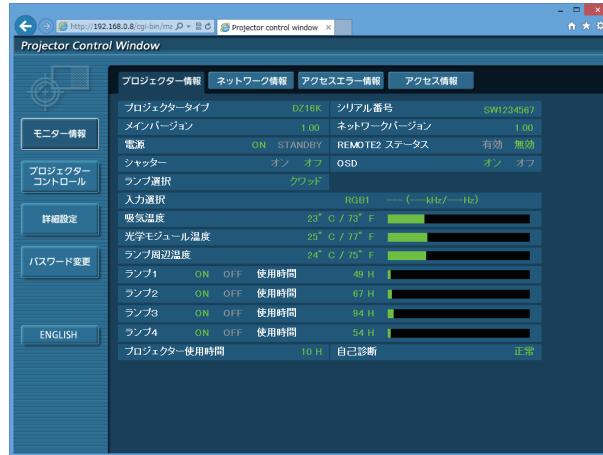 http://192.168.0.8/cgi-bin/ma
Projector control window ×
Projector Control Window
プロジェクター情報 ネットワーク情報 アクセスエラー情報 アクセス情報
モニター情報
プロジェクター
コントロール
詳細設定
パスワード変更
ENGLISH
プロジェクタータイプ DZ16K シリアル番号 SW1234567
メインバージョン 1.00 ネットワークバージョン 1.00
電源 ON STANDBY REMOTE2 ステータス 有効 無効
シャッター オン オフ OSD オン オフ
ランプ選択 クワッド
入力選択 RGB1 --- (---kHz/---Hz)
吸気温度 23° C / 73° F
光学モジュール温度 25° C / 77° F
ランプ周辺温度 24° C / 75° F
ランプ1 ON OFF 使用時間 49 H
ランプ2 ON OFF 使用時間 67 H
ランプ3 ON OFF 使用時間 94 H
ランプ4 ON OFF 使用時間 54 H
プロジェクター使用時間 10 H 自己診断 正常